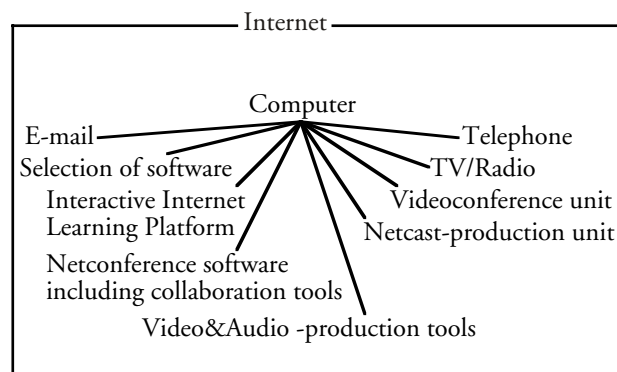 Internet
Computer
E-mail
Telephone
Selection of software
TV/Radio
Interactive Internet
Learning Platform
Videoconference unit
Netcast-production unit
Netconference software
including collaboration tools
Video&Audio -production tools